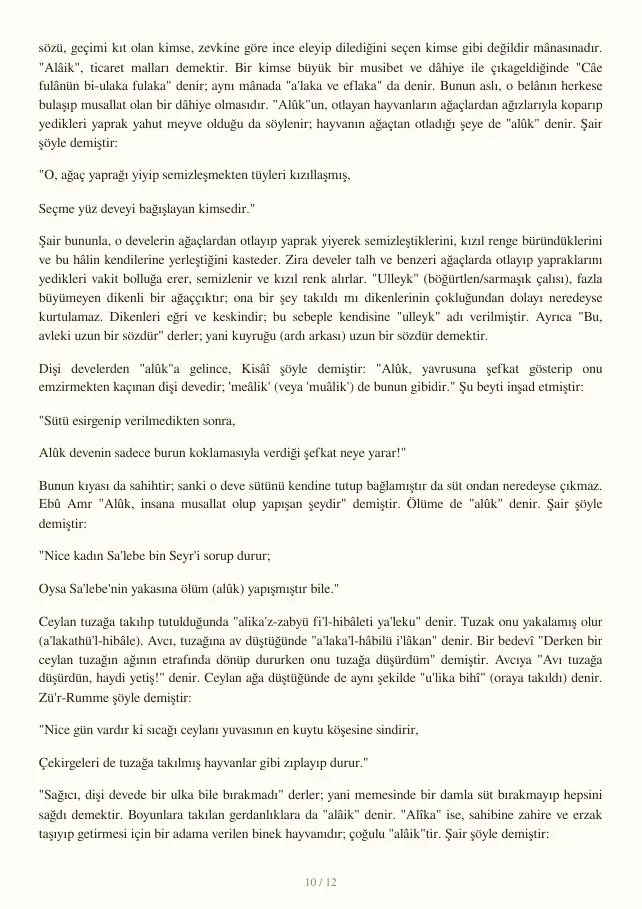 sözü, geçimi kıt olan kimse, zevkine göre ince eleyip dilediğini seçen kimse gibi değildir mânasınadır.
"Alâik", ticaret malları demektir. Bir kimse büyük bir musibet ve dâhiye ile çıkageldiğinde "Câe
fulânün bi-ulaka fulaka" denir; aynı mânada "a'laka ve eflaka" da denir. Bunun aslı, o belânın herkese
bulaşıp musallat olan bir dâhiye olmasıdır. "Alûk"un, otlayan hayvanların ağaçlardan ağızlarıyla koparıp
yedikleri yaprak yahut meyve olduğu da söylenir; hayvanın ağaçtan otladığı şeye de "alûk" denir. Şair
şöyle demiştir:
"O, ağaç yaprağı yiyip semizleşmekten tüyleri kızıllaşmış,
Seçme yüz deveyi bağışlayan kimsedir."
Şair bununla, o develerin ağaçlardan otlayıp yaprak yiyerek semizleştiklerini, kızıl renge büründüklerini
ve bu hâlin kendilerine yerleştiğini kasteder. Zira develer talh ve benzeri ağaçlarda otlayıp yapraklarını
yedikleri vakit bolluğa erer, semizlenir ve kızıl renk alırlar. "Ulleyk" (böğürtlen/sarmaşık çalısı), fazla
büyümeyen dikenli bir ağaççıktır; ona bir şey takıldı mı dikenlerinin çokluğundan dolayı neredeyse
kurtulamaz. Dikenleri eğri ve keskindir; bu sebeple kendisine "ulleyk" adı verilmiştir. Ayrıca "Bu,
avleki uzun bir sözdür" derler; yani kuyruğu (ardı arkası) uzun bir sözdür demektir.
Dişi develerden "alûk"a gelince, Kisâî şöyle demiştir: "Alûk, yavrusuna şefkat gösterip onu
emzirmekten kaçınan dişi devedir; 'meâlik' (veya 'muâlik') de bunun gibidir." Şu beyti inşad etmiştir:
"Sütü esirgenip verilmedikten sonra,
Alûk devenin sadece burun koklamasıyla verdiği şefkat neye yarar!"
Bunun kıyası da sahihtir; sanki o deve sütünü kendine tutup bağlamıştır da süt ondan neredeyse çıkmaz.
Ebû Amr "Alûk, insana musallat olup yapışan şeydir" demiştir. Ölüme de "alûk" denir. Şair şöyle
demiştir:
"Nice kadın Sa'lebe bin Seyr'i sorup durur;
Oysa Sa'lebe'nin yakasına ölüm (alûk) yapışmıştır bile."
Ceylan tuzağa takılıp tutulduğunda "alika'z-zabyü fi'l-hibâleti ya'leku" denir. Tuzak onu yakalamış olur
(a'lakathü'l-hibâle). Avcı, tuzağına av düştüğünde "a'laka'l-hâbilü i'lâkan" denir. Bir bedevî "Derken bir
ceylan tuzağın ağının etrafında dönüp dururken onu tuzağa düşürdüm" demiştir. Avcıya "Avı tuzağa
düşürdün, haydi yetiş!" denir. Ceylan ağa düştüğünde de aynı şekilde "u'lika bihî" (oraya takıldı) denir.
Zü'r-Rumme şöyle demiştir:
"Nice gün vardır ki sıcağı ceylanı yuvasının en kuytu köşesine sindirir,
Çekirgeleri de tuzağa takılmış hayvanlar gibi zıplayıp durur."
"Sağıcı, dişi devede bir ulka bile bırakmadı" derler; yani memesinde bir damla süt bırakmayıp hepsini
sağdı demektir. Boyunlara takılan gerdanlıklara da "alâik" denir. "Alîka" ise, sahibine zahire ve erzak
taşıyıp getirmesi için bir adama verilen binek hayvanıdır; çoğulu "alâik"tir. Şair şöyle demiştir:
10 / 12